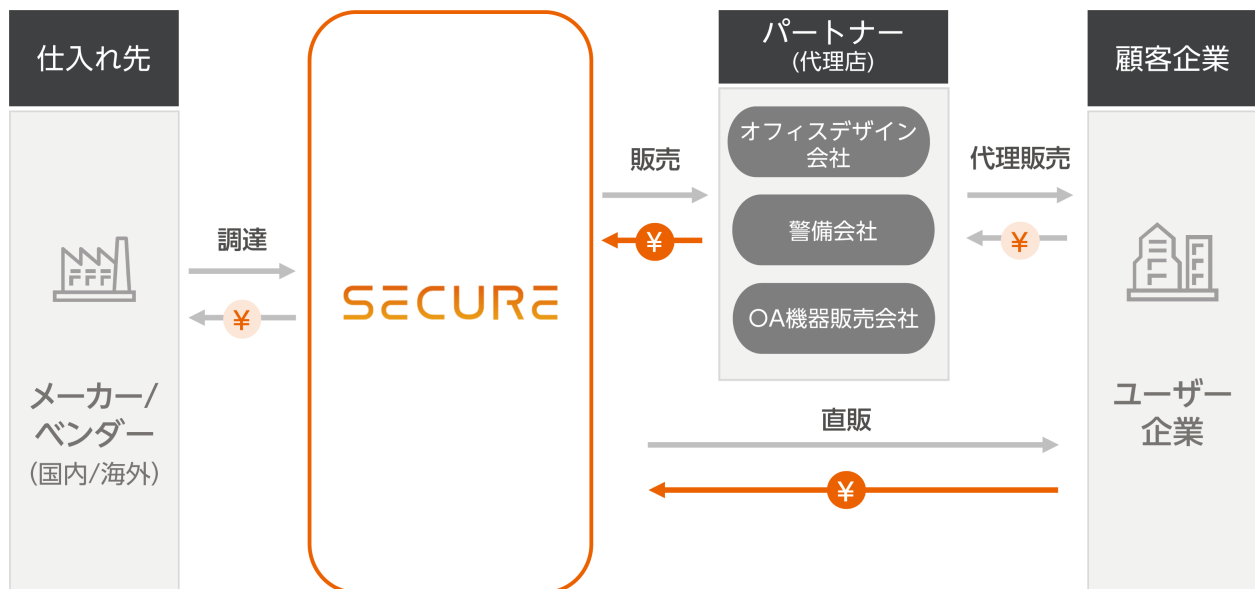 仕入れ先
メーカー/
ベンダー
(国内/海外)
調達
¥
SECURE
販売
¥
パートナー
(代理店)
オフィスデザイン
会社
警備会社
OA機器販売会社
代理販売
¥
直販
¥
顧客企業
ユーザー
企業